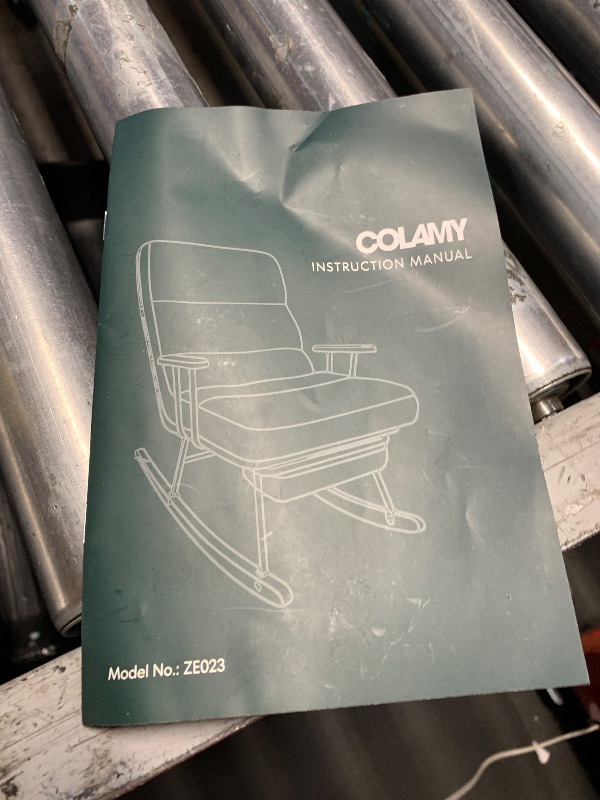 COLAMY
INSTRUCTION MANUAL
Model No.: ZE023